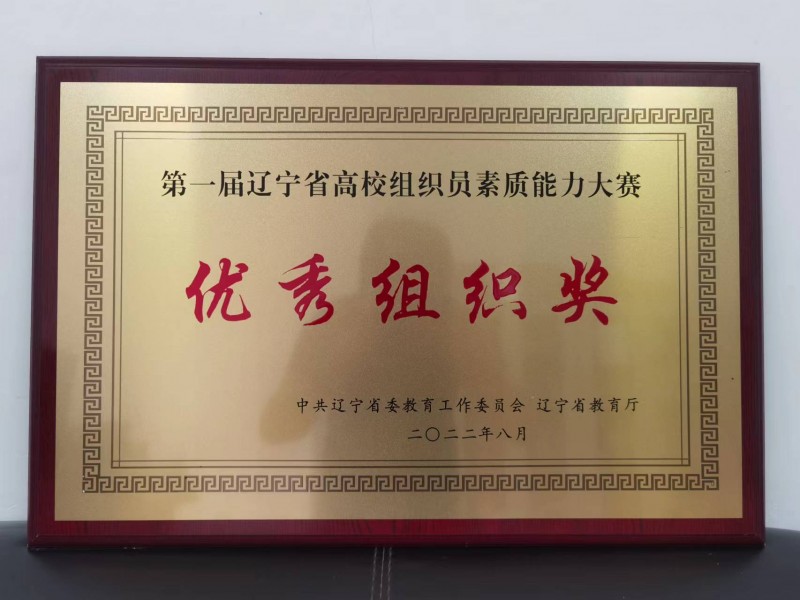 第一届辽宁省高校组织员素质能力大赛
优秀组织奖
中共辽宁省委教育工作委员会 辽宁省教育厅
二〇二二年八月